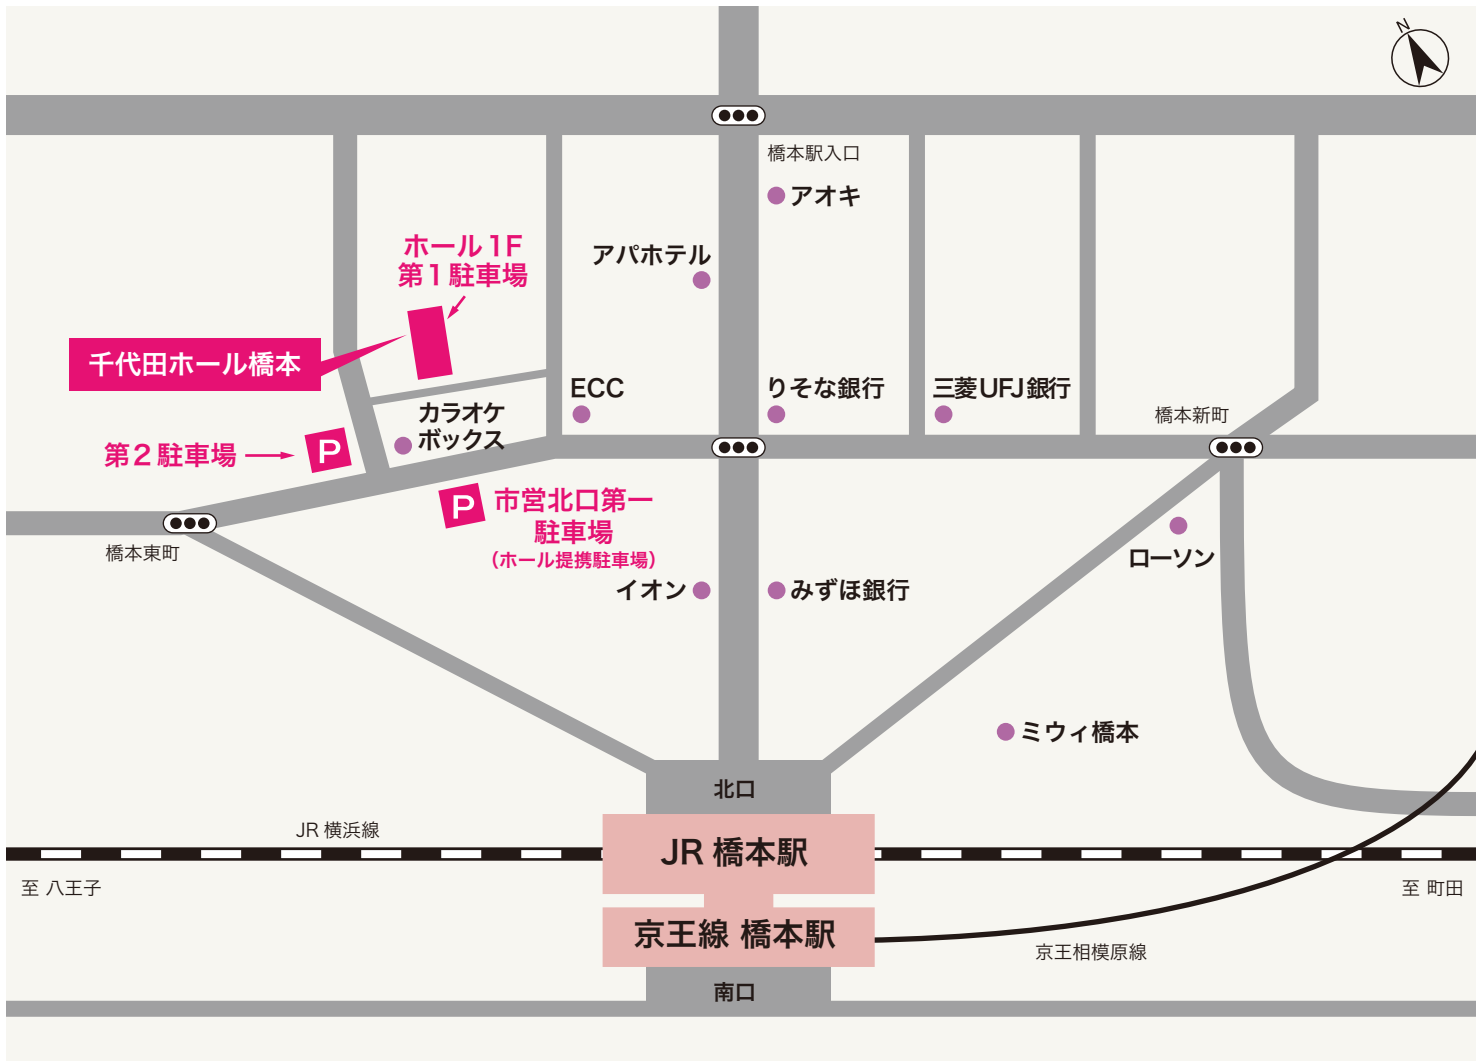 N
橋本駅入口
アオキ
ホール1F
第1駐車場
アパホテル
千代田ホール橋本
ECC
りそな銀行
三菱UFJ銀行
カラオケ
ボックス
橋本新町
第2駐車場
P
P
市営北口第一
駐車場
(ホール提携駐車場)
橋本東町
ローソン
イオン
みずほ銀行
ミウィ橋本
北口
JR 横浜線
JR 橋本駅
至 八王子
至 町田
京王線 橋本駅
京王相模原線
南口